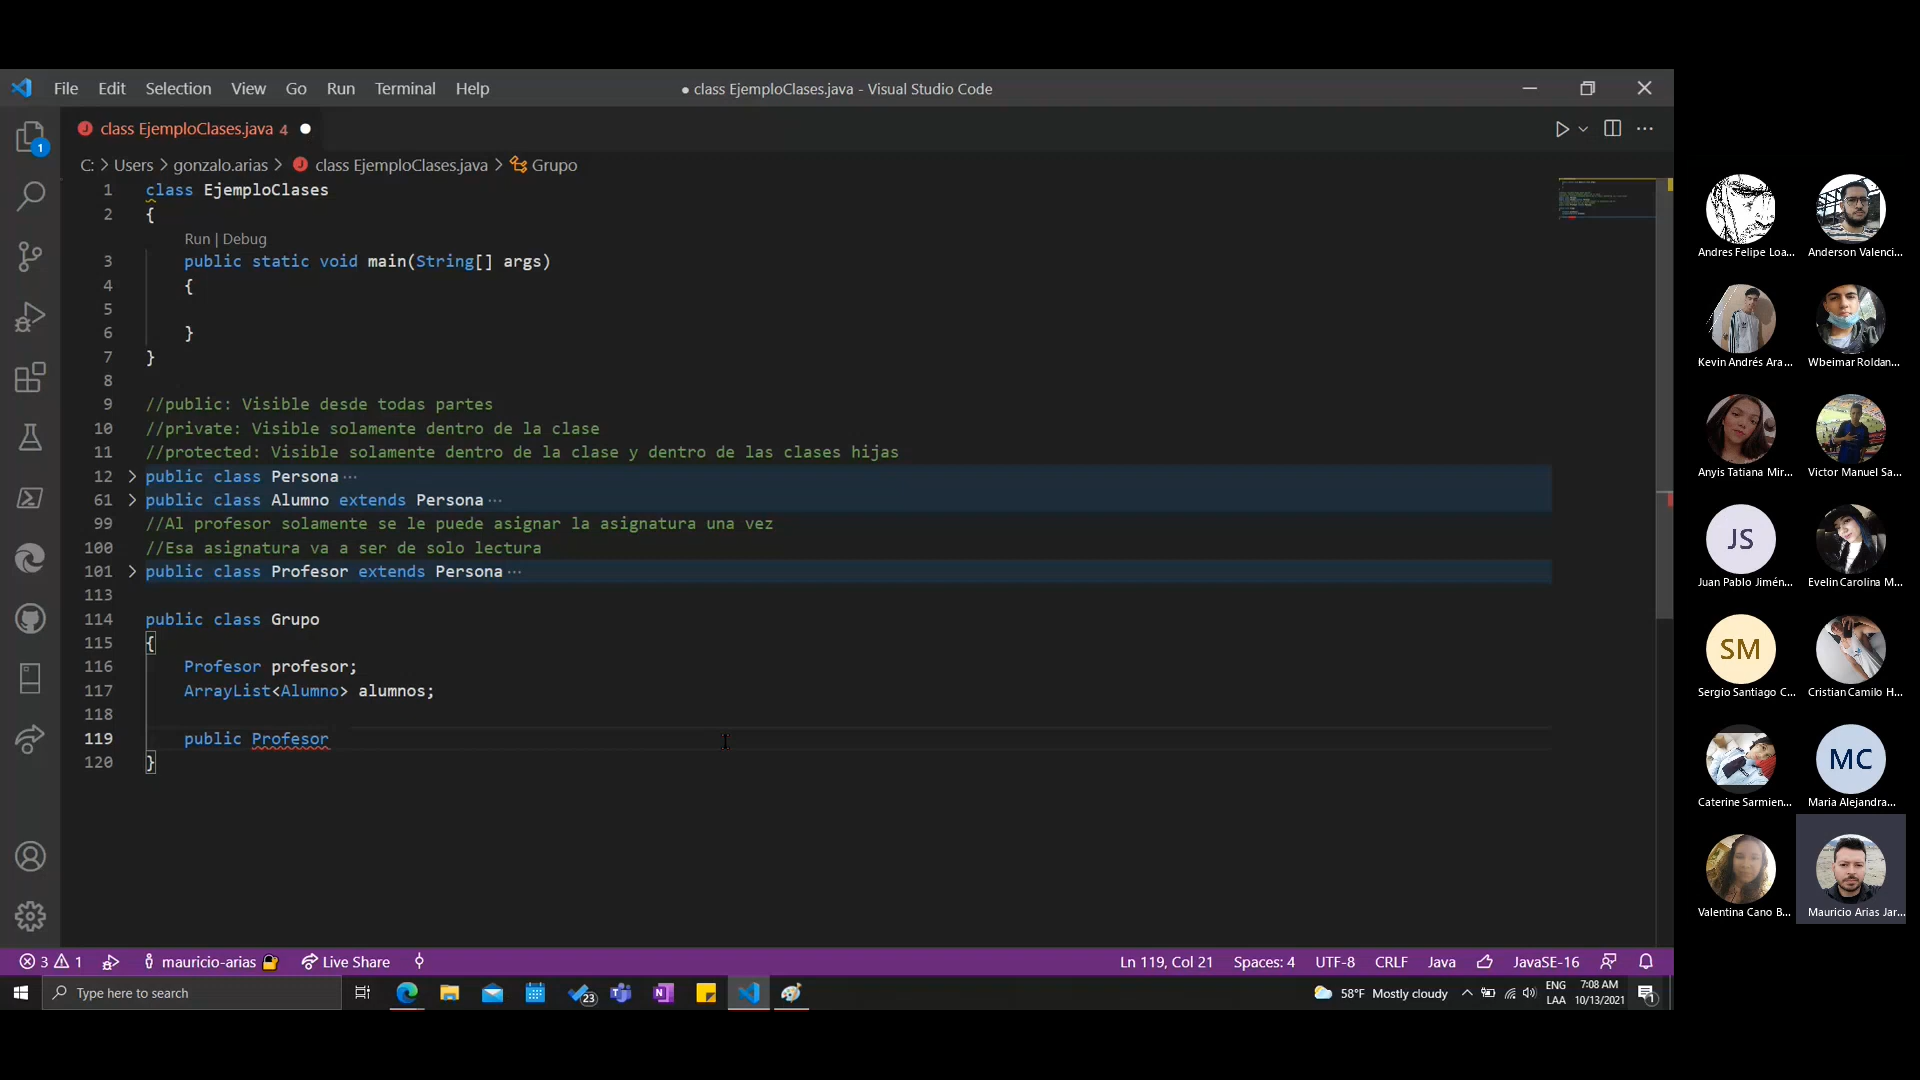 File Edit Selection View Go Run Terminal Help
● class EjemploClases.java - Visual Studio Code
class EjemploClases.java 4
C: > Users > gonzalo.arias > class EjemploClases.java > Grupo
1 class EjemploClases
2 {
Run | Debug
3 public static void main(String[] args)
4 {
5
6 }
7 }
8
9 //public: Visible desde todas partes
10 //private: Visible solamente dentro de la clase
11 //protected: Visible solamente dentro de la clase y dentro de las clases hijas
12 public class Persona ...
61 public class Alumno extends Persona ...
99 //Al profesor solamente se le puede asignar la asignatura una vez
100 //Esa asignatura va a ser de solo lectura
101 public class Profesor extends Persona ...
113
114 public class Grupo
115 {
116 Profesor profesor;
117 ArrayList<Alumno> alumnos;
118
119 public Profesor
120 }
1
3 1 mauricio-arias Live Share
Ln 119, Col 21 Spaces: 4 UTF-8 CRLF Java JavaSE-16
Type here to search
23
58°F Mostly cloudy
ENG
LAA
7:08 AM
10/13/2021
1
Andres Felipe Loa...
Anderson Valenci...
Kevin Andrés Ara...
Wbeimar Roldan...
Anyis Tatiana Mir...
Victor Manuel Sa...
JS
Juan Pablo Jimén...
Evelin Carolina M...
SM
Sergio Santiago C...
Cristian Camilo H...
Caterine Sarmien...
MC
Maria Alejandra...
Valentina Cano B...
Mauricio Arias Jar...